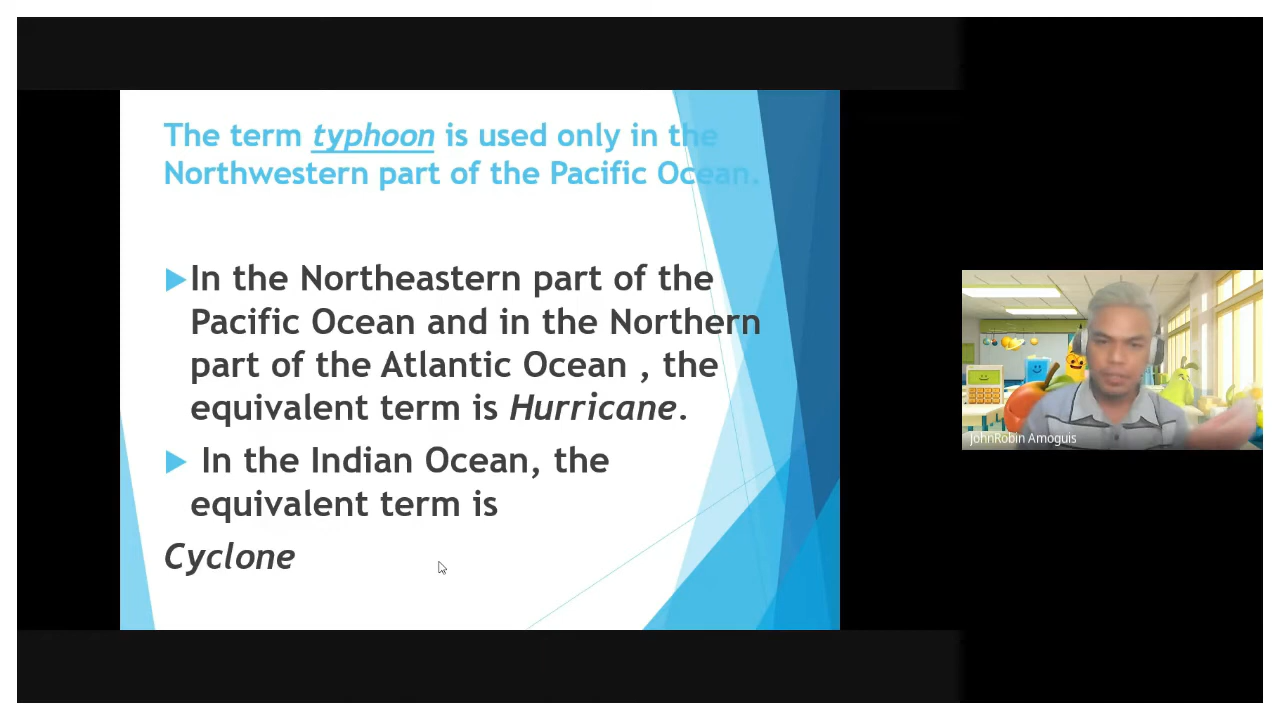 The term typhoon is used only in the
Northwestern part of the Pacific Ocean.
In the Northeastern part of the
Pacific Ocean and in the Northern
part of the Atlantic Ocean , the
equivalent term is Hurricane.
In the Indian Ocean, the
equivalent term is
Cyclone
JohnRobin Amoguis